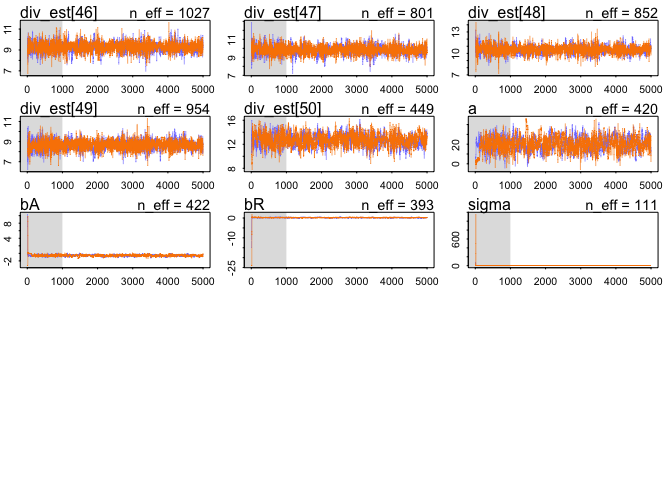 div_est[46] n_eff = 1027
7 9 11
0 1000 2000 3000 4000 5000
div_est[47] n_eff = 801
7 9 11
0 1000 2000 3000 4000 5000
div_est[48] n_eff = 852
7 10 13
0 1000 2000 3000 4000 5000
div_est[49] n_eff = 954
7 9 11
0 1000 2000 3000 4000 5000
div_est[50] n_eff = 449
8 12 16
0 1000 2000 3000 4000 5000
a n_eff = 420
0 20
0 1000 2000 3000 4000 5000
bA n_eff = 422
-2 4 8
0 1000 2000 3000 4000 5000
bR n_eff = 393
-25 -10 0
0 1000 2000 3000 4000 5000
sigma n_eff = 111
0 600
0 1000 2000 3000 4000 5000